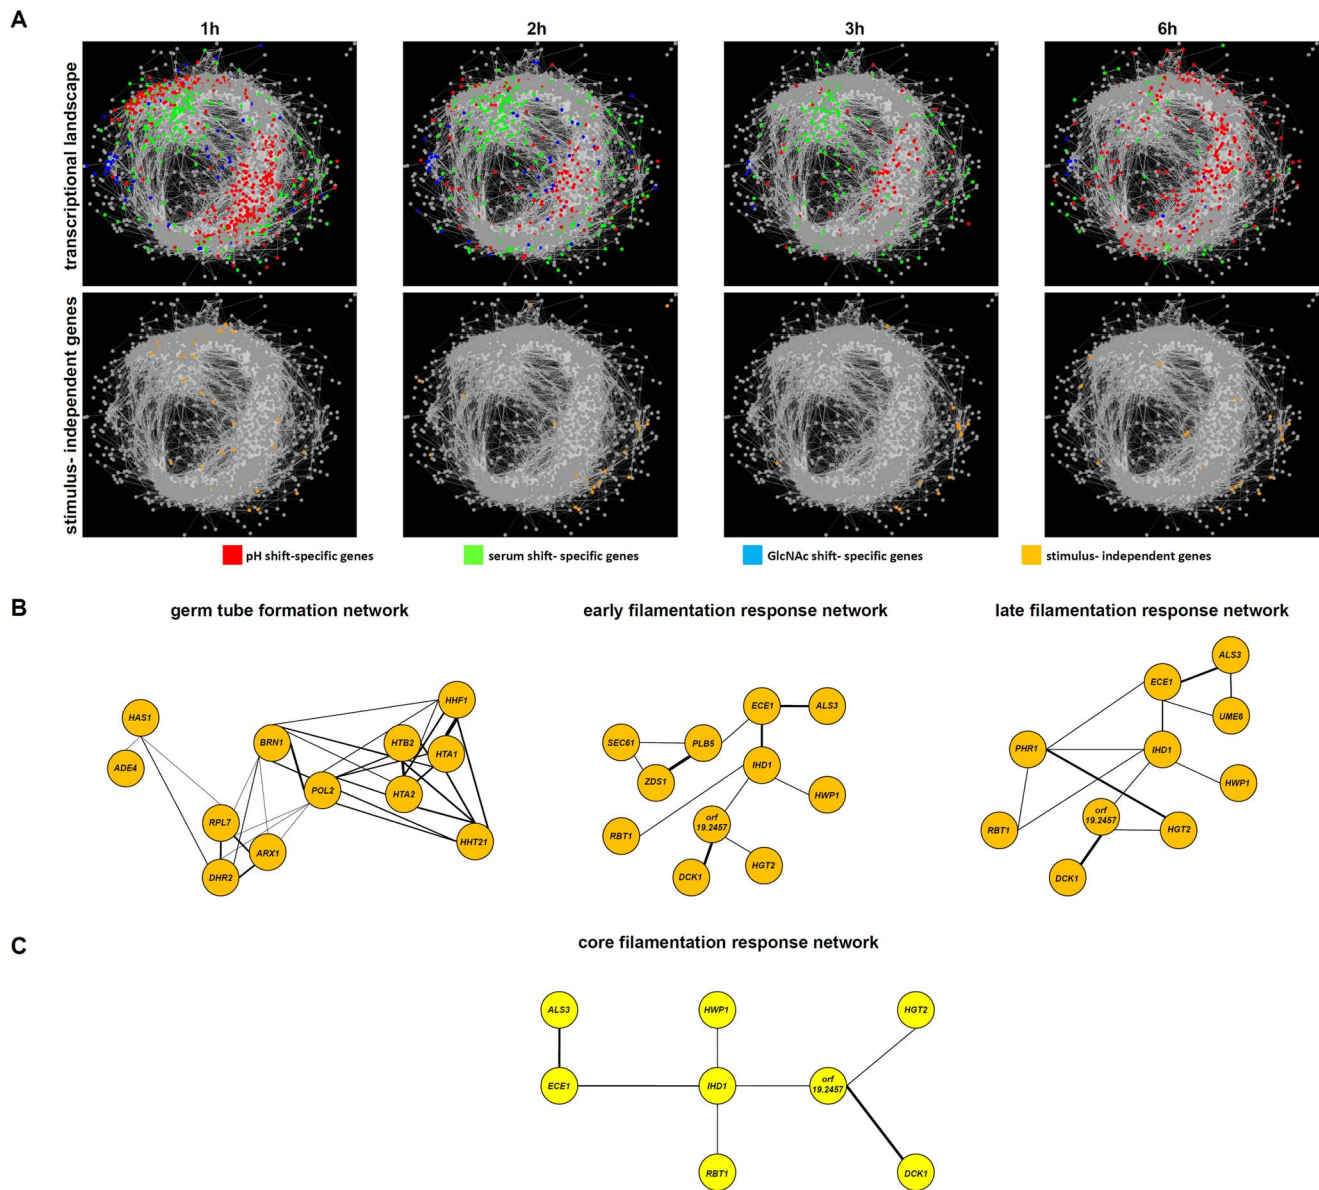 A
1h
2h
3h
6h
transcriptional landscape
stimulus- independent genes
pH shift-specific genes
serum shift- specific genes
GlcNAc shift- specific genes
stimulus- independent genes
B
germ tube formation network
early filamentation response network
late filamentation response network
HAS1
ADE4
BRN1
HHF1
HTB2
HTA1
POL2
HTA2
RPL7
ARX1
HHT21
DHR2
ECE1
ALS3
SEC61
PLB5
ZDS1
IHD1
HWP1
RBT1
orf
19.2457
HGT2
DCK1
ALS3
ECE1
UME6
PHR1
IHD1
HWP1
RBT1
orf
19.2457
HGT2
DCK1
C
core filamentation response network
ALS3
HWP1
HGT2
ECE1
IHD1
orf
19.2457
RBT1
DCK1